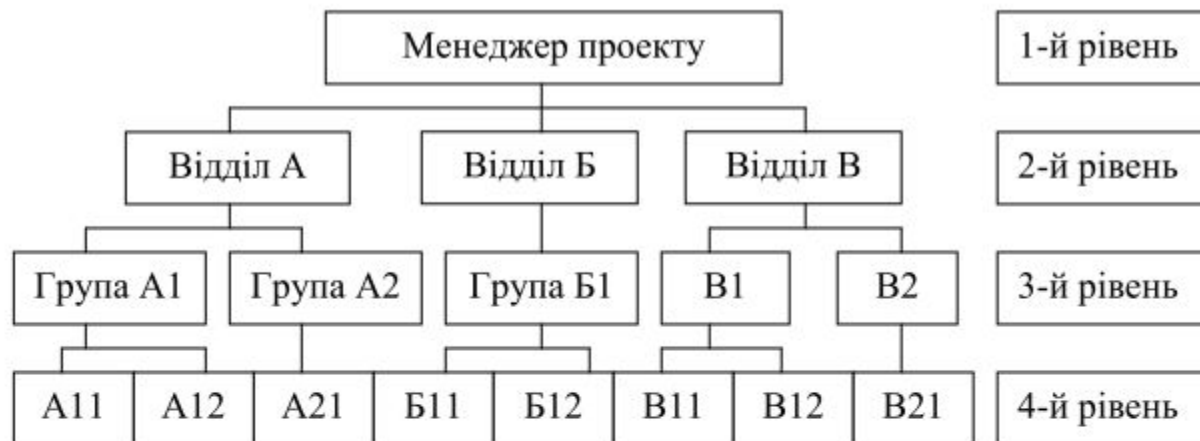 Менеджер проекту
1-й рівень
Відділ А
Відділ Б
Відділ В
2-й рівень
Група А1
Група А2
Група Б1
В1
В2
3-й рівень
А11
А12
А21
Б11
Б12
В11
В12
В21
4-й рівень